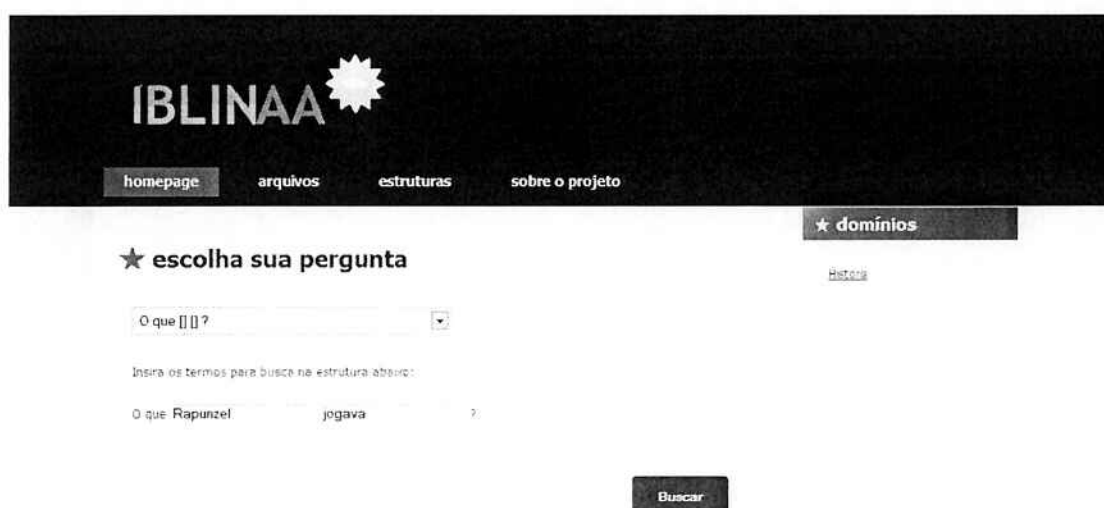 IBLINAA
homepage arquivos estruturas sobre o projeto
★ domínios
★ escolha sua pergunta
Historia
O que [] [] ?
Insira os termos para busca na estrutura abaixo:
O que Rapunzel jogava ?
Buscar